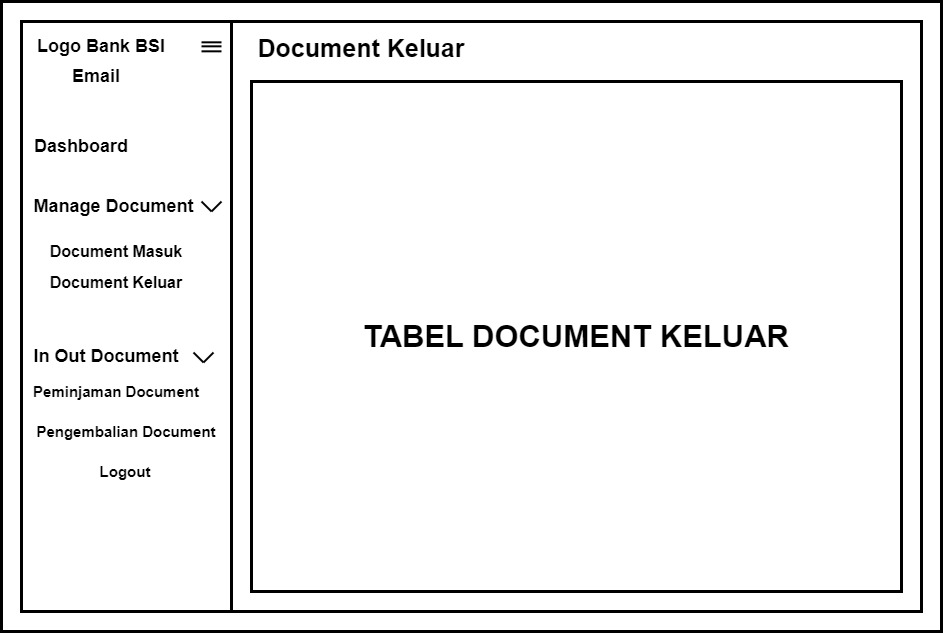 Logo Bank BSI
Email
Dashboard
Manage Document
Document Masuk
Document Keluar
In Out Document
Peminjaman Document
Pengembalian Document
Logout
Document Keluar
TABEL DOCUMENT KELUAR